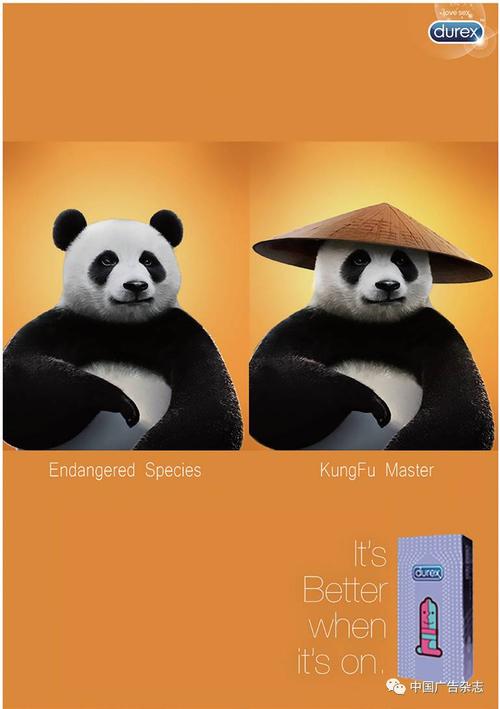 love sex
durex
Endangered Species
KungFu Master
It's
Better
when
it's on.
durex
中国广告杂志